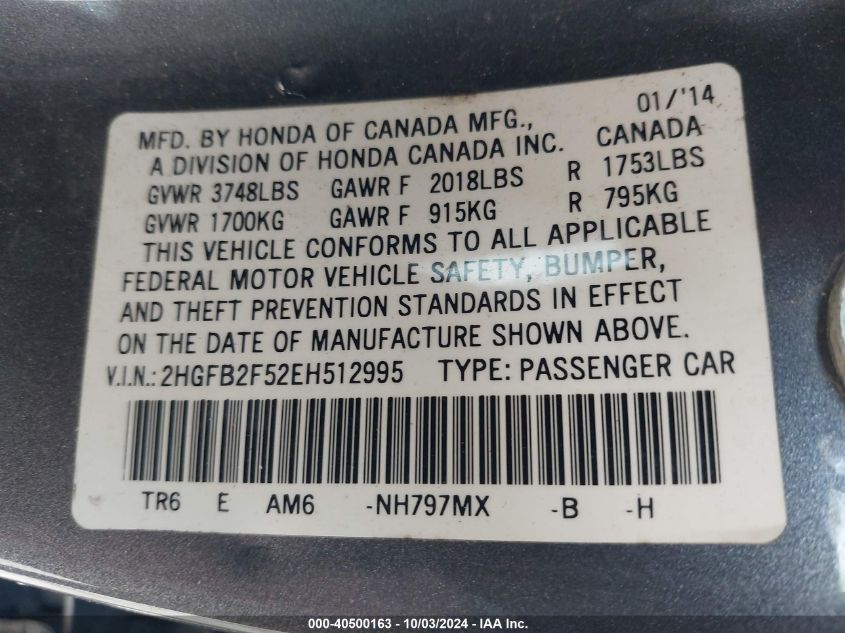 01/'14
MFD. BY HONDA OF CANADA MFG., CANADA
A DIVISION OF HONDA CANADA INC.
GVWR 3748LBS GAWR F 2018LBS R 1753LBS
GVWR 1700KG GAWR F 915KG R 795KG
THIS VEHICLE CONFORMS TO ALL APPLICABLE
FEDERAL MOTOR VEHICLE SAFETY, BUMPER,
AND THEFT PREVENTION STANDARDS IN EFFECT
ON THE DATE OF MANUFACTURE SHOWN ABOVE.
V.I.N.: 2HGFB2F52EH512995 TYPE: PASSENGER CAR
TR6 E AM6 -NH797MX -B -H
000-40500163 - 10/03/2024 - IAA Inc.